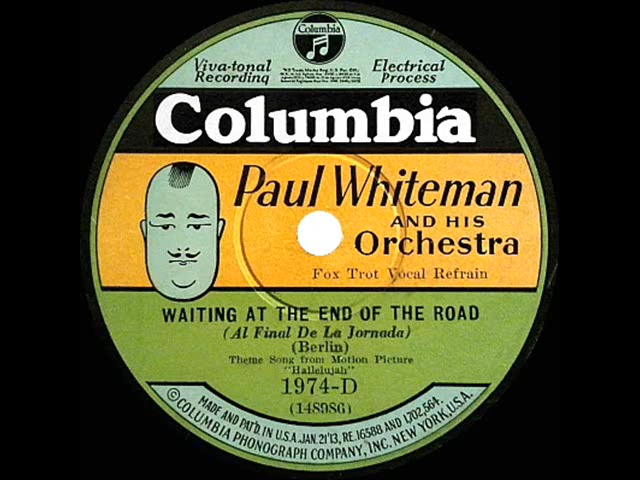 Columbia
Viva-tonal
Recording
Electrical
Process
Columbia
Paul Whiteman
AND HIS
Orchestra
Fox Trot Vocal Refrain
WAITING AT THE END OF THE ROAD
(Al Final De La Jornada)
(Berlin)
Theme Song from Motion Picture
"Hallelujah"
1974-D
(148986)
MADE AND PAT'D. IN U.S.A. JAN. 21'13, RE. 16588 AND 1,702,564.
©COLUMBIA PHONOGRAPH COMPANY, INC. NEW YORK, U.S.A.